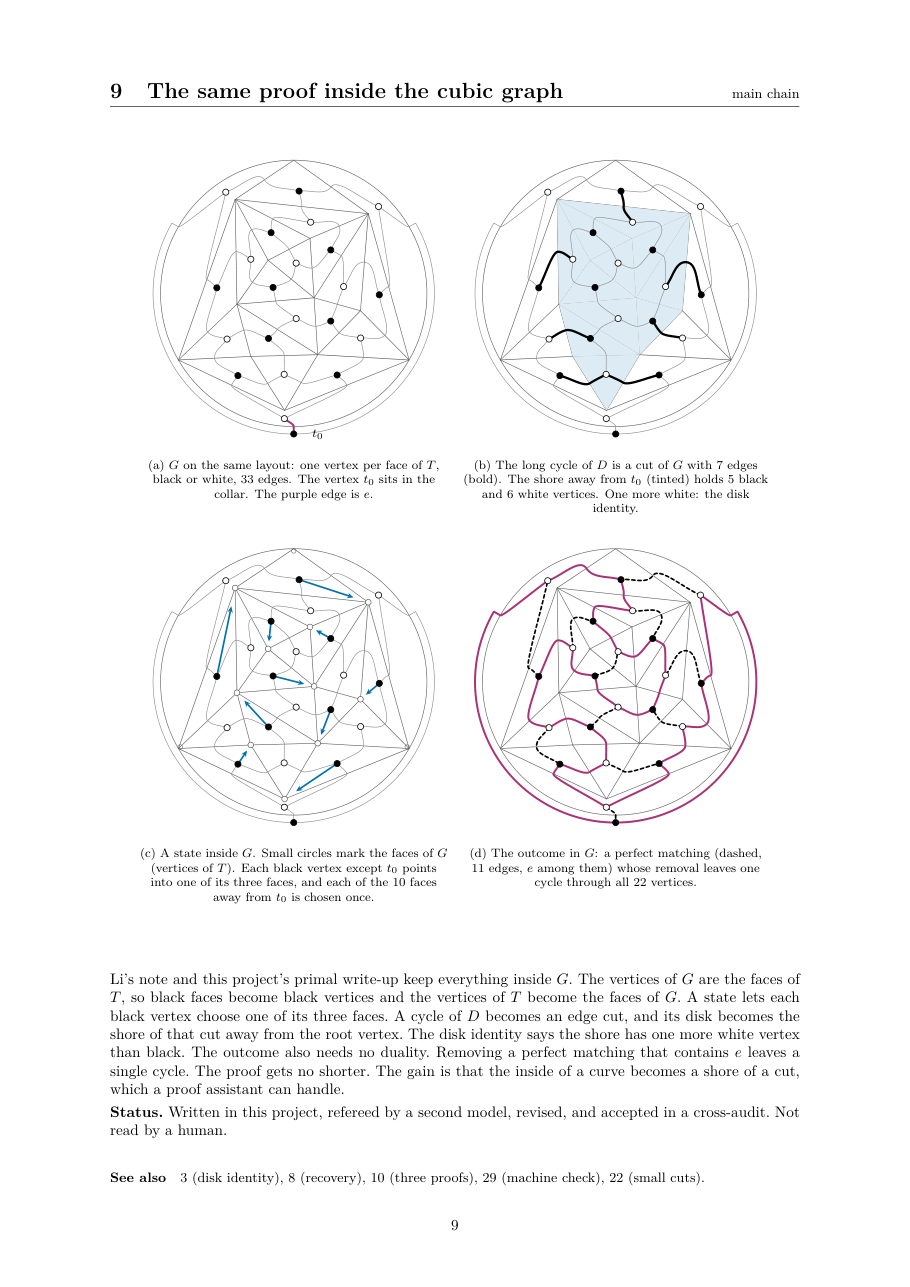 9 The same proof inside the cubic graph
main chain
t₀
(a) G on the same layout: one vertex per face of T,
black or white, 33 edges. The vertex t₀ sits in the
collar. The purple edge is e.
(b) The long cycle of D is a cut of G with 7 edges
(bold). The shore away from t₀ (tinted) holds 5 black
and 6 white vertices. One more white: the disk
identity.
(c) A state inside G. Small circles mark the faces of G
(vertices of T). Each black vertex except t₀ points
into one of its three faces, and each of the 10 faces
away from t₀ is chosen once.
(d) The outcome in G: a perfect matching (dashed,
11 edges, e among them) whose removal leaves one
cycle through all 22 vertices.
Li's note and this project's primal write-up keep everything inside G. The vertices of G are the faces of
T, so black faces become black vertices and the vertices of T become the faces of G. A state lets each
black vertex choose one of its three faces. A cycle of D becomes an edge cut, and its disk becomes the
shore of that cut away from the root vertex. The disk identity says the shore has one more white vertex
than black. The outcome also needs no duality. Removing a perfect matching that contains e leaves a
single cycle. The proof gets no shorter. The gain is that the inside of a curve becomes a shore of a cut,
which a proof assistant can handle.
Status. Written in this project, refereed by a second model, revised, and accepted in a cross-audit. Not
read by a human.
See also 3 (disk identity), 8 (recovery), 10 (three proofs), 29 (machine check), 22 (small cuts).
9